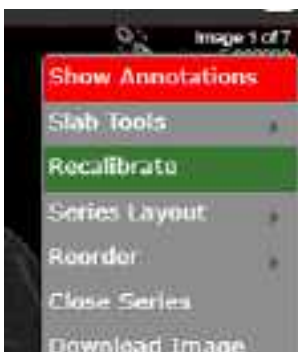 Image 1 of 7
Show Annotations
Slab Tools
Recalibrate
Series Layout
Reorder
Close Series
Download Image